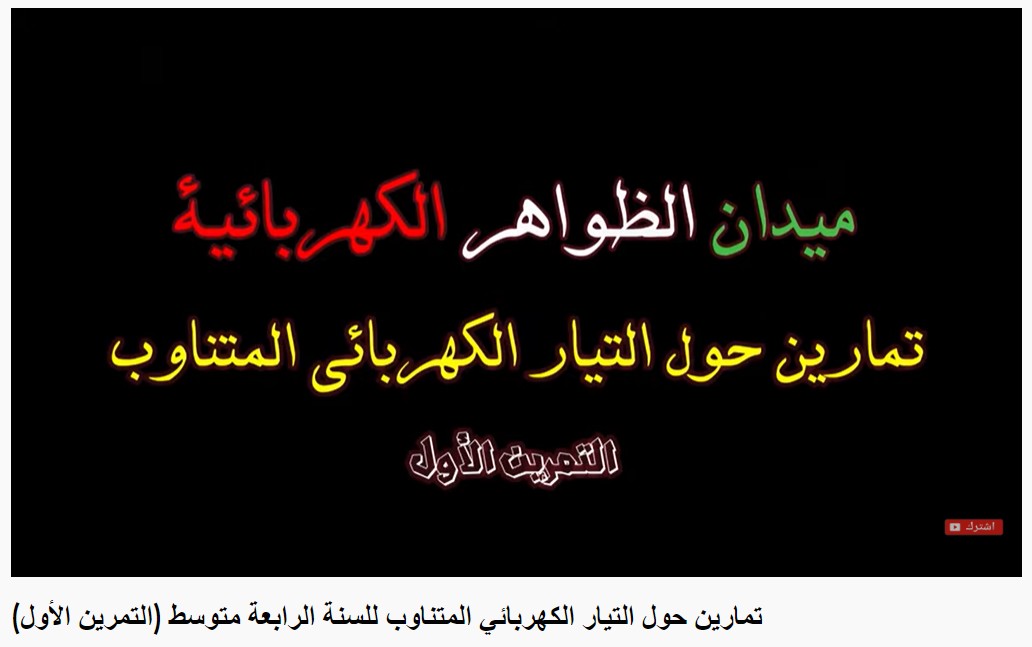 ميدان الظواهر الكهربائية
تمارين حول التيار الكهربائى المتناوب
التمرين الأول
اشترك
تمارين حول التيار الكهربائي المتناوب للسنة الرابعة متوسط (التمرين الأول)